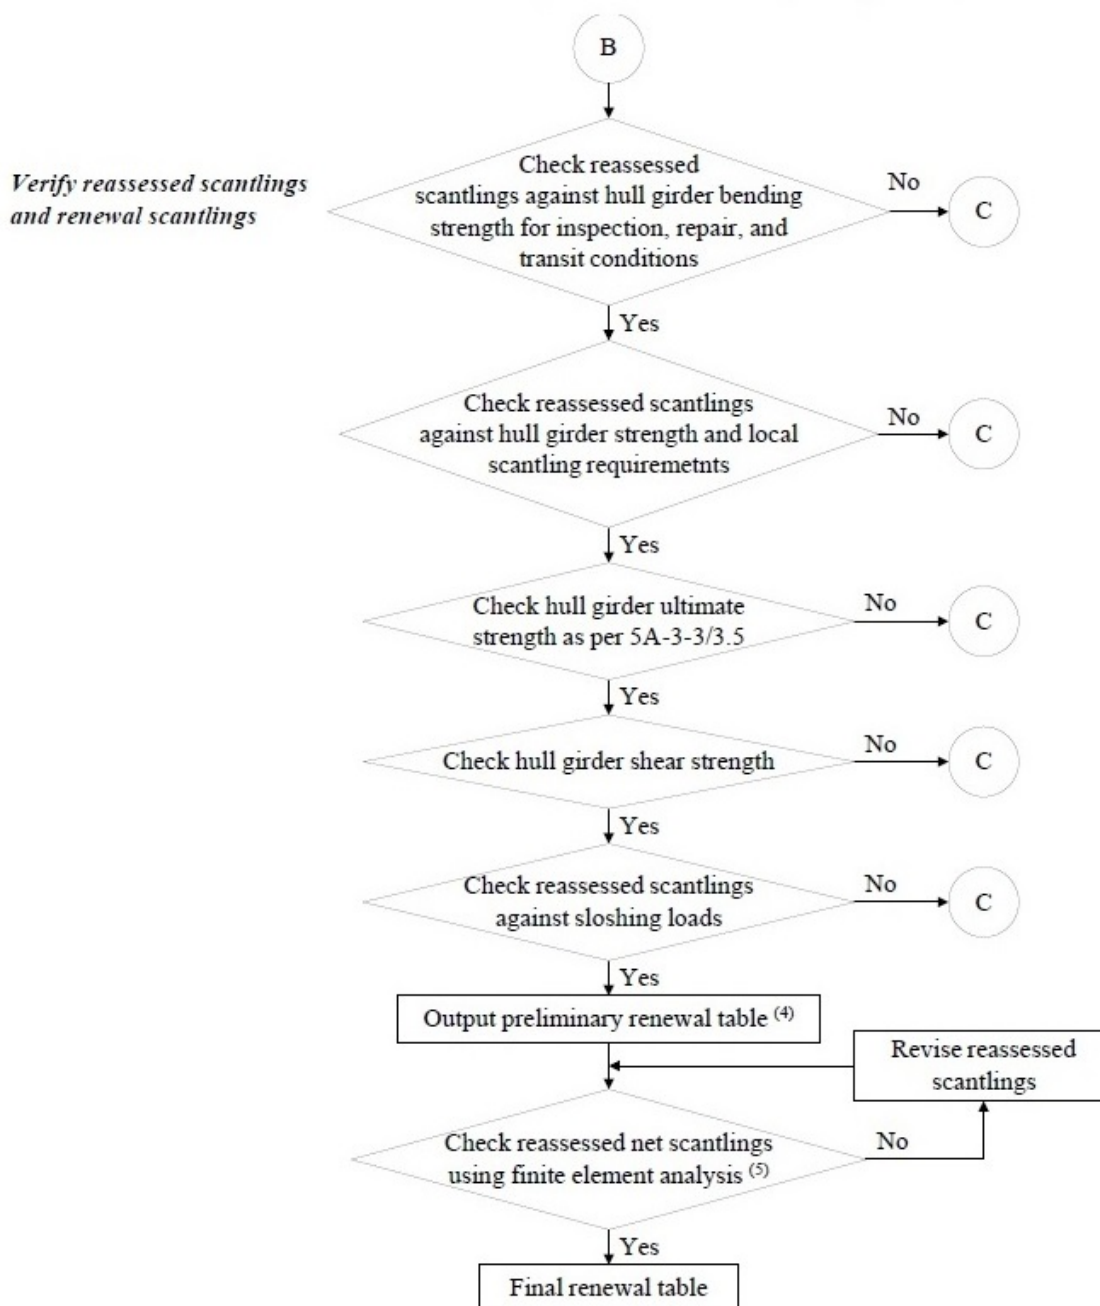 B
Verify reassessed scantlings
and renewal scantlings
Check reassessed
scantlings against hull girder bending
strength for inspection, repair, and
transit conditions
No
C
Yes
Check reassessed scantlings
against hull girder strength and local
scantling requiremetnts
No
C
Yes
Check hull girder ultimate
strength as per 5A-3-3/3.5
No
C
Yes
Check hull girder shear strength
No
C
Yes
Check reassessed scantlings
against sloshing loads
No
C
Yes
Output preliminary renewal table (4)
Revise reassessed
scantlings
Check reassessed net scantlings
using finite element analysis (5)
No
Yes
Final renewal table